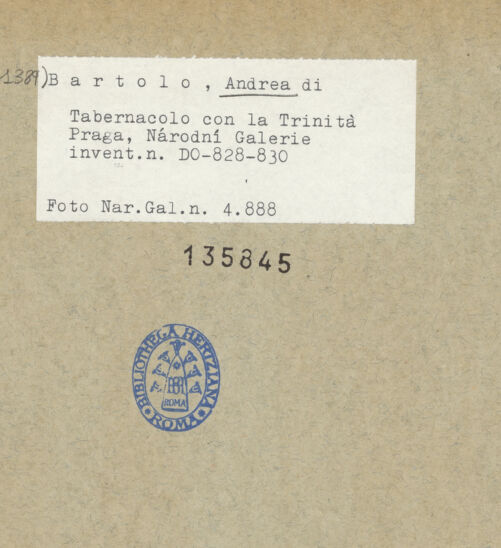 1389) B a r t o l o , Andrea di
Tabernacolo con la Trinità
Praga, Národní Galerie
invent.n. DO-828-830
Foto Nar.Gal.n. 4.888
135845
BIBLIOTHECA HERTZIANA
ROMA
ROMA